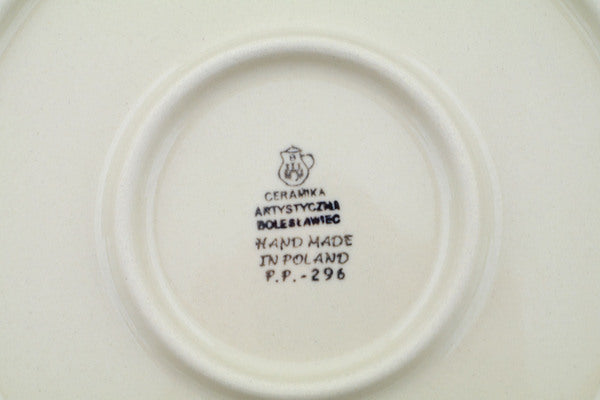 CERAMIKA
ARTYSTYCZNA
BOLESŁAWIEC
HAND MADE
IN POLAND
P.P.-296